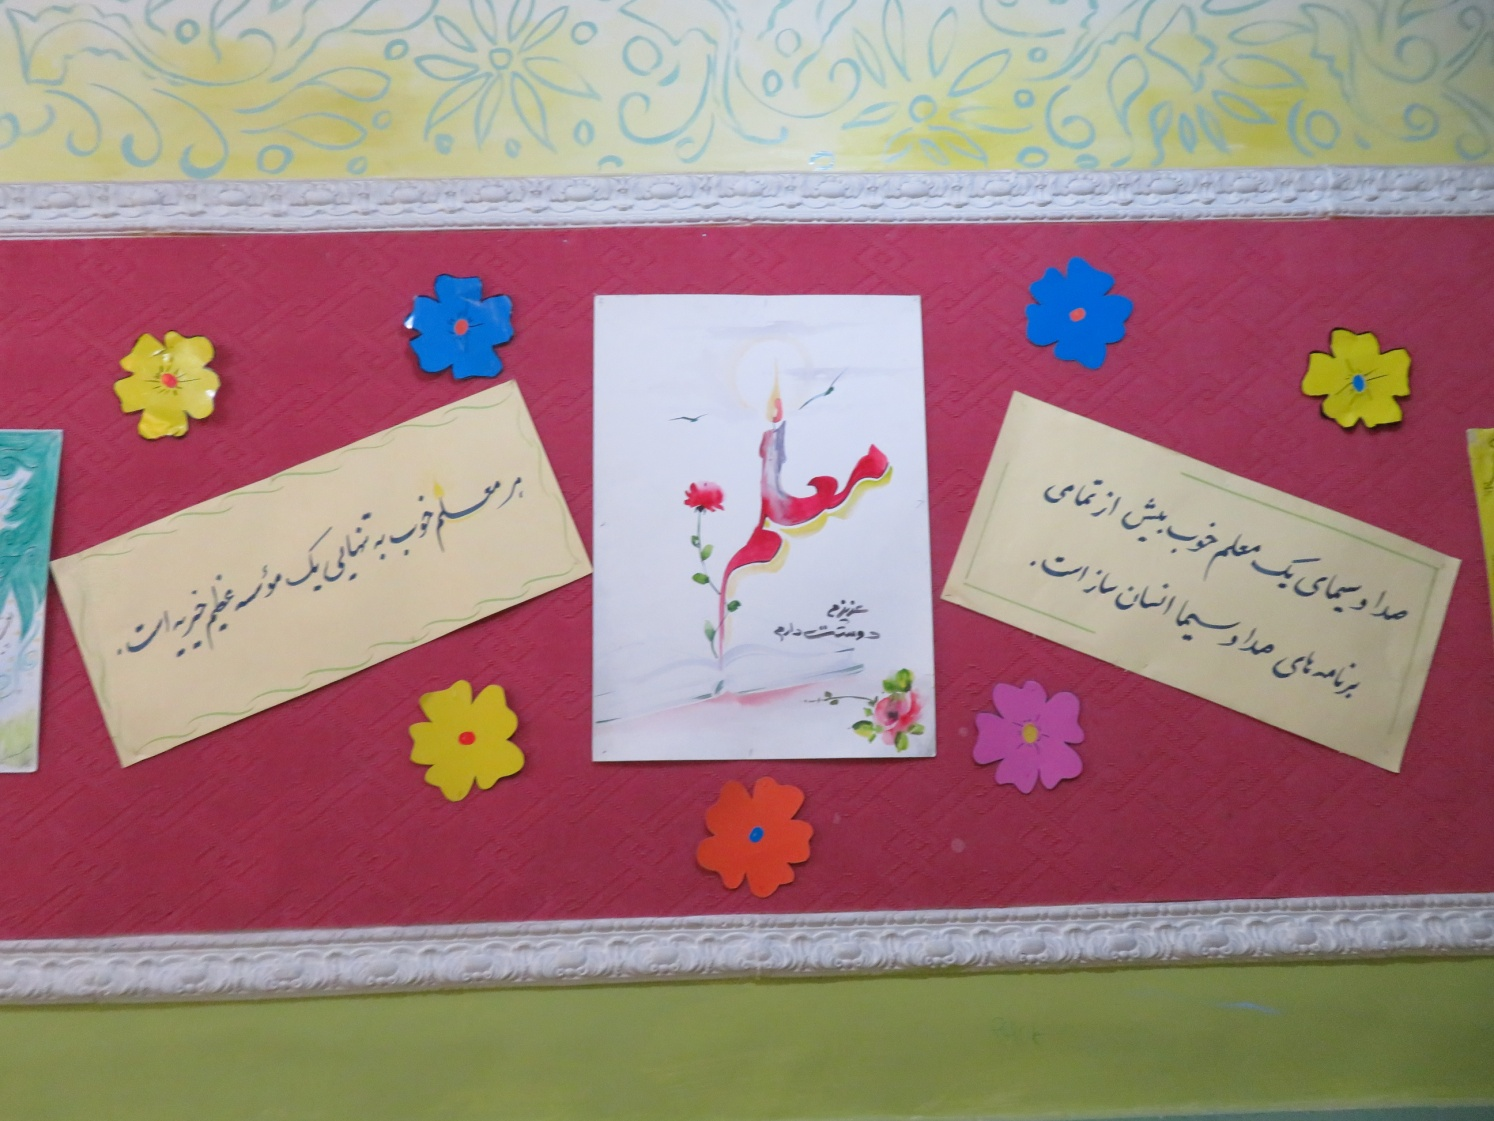 هر معلم خوب به تنهایی یک مؤسسه عظیم خیریه است.
معلم
عزیزم
دوستت دارم
صدا و سیمای یک معلم خوب بیش از تمامی
برنامه های صدا و سیما انسان ساز است.